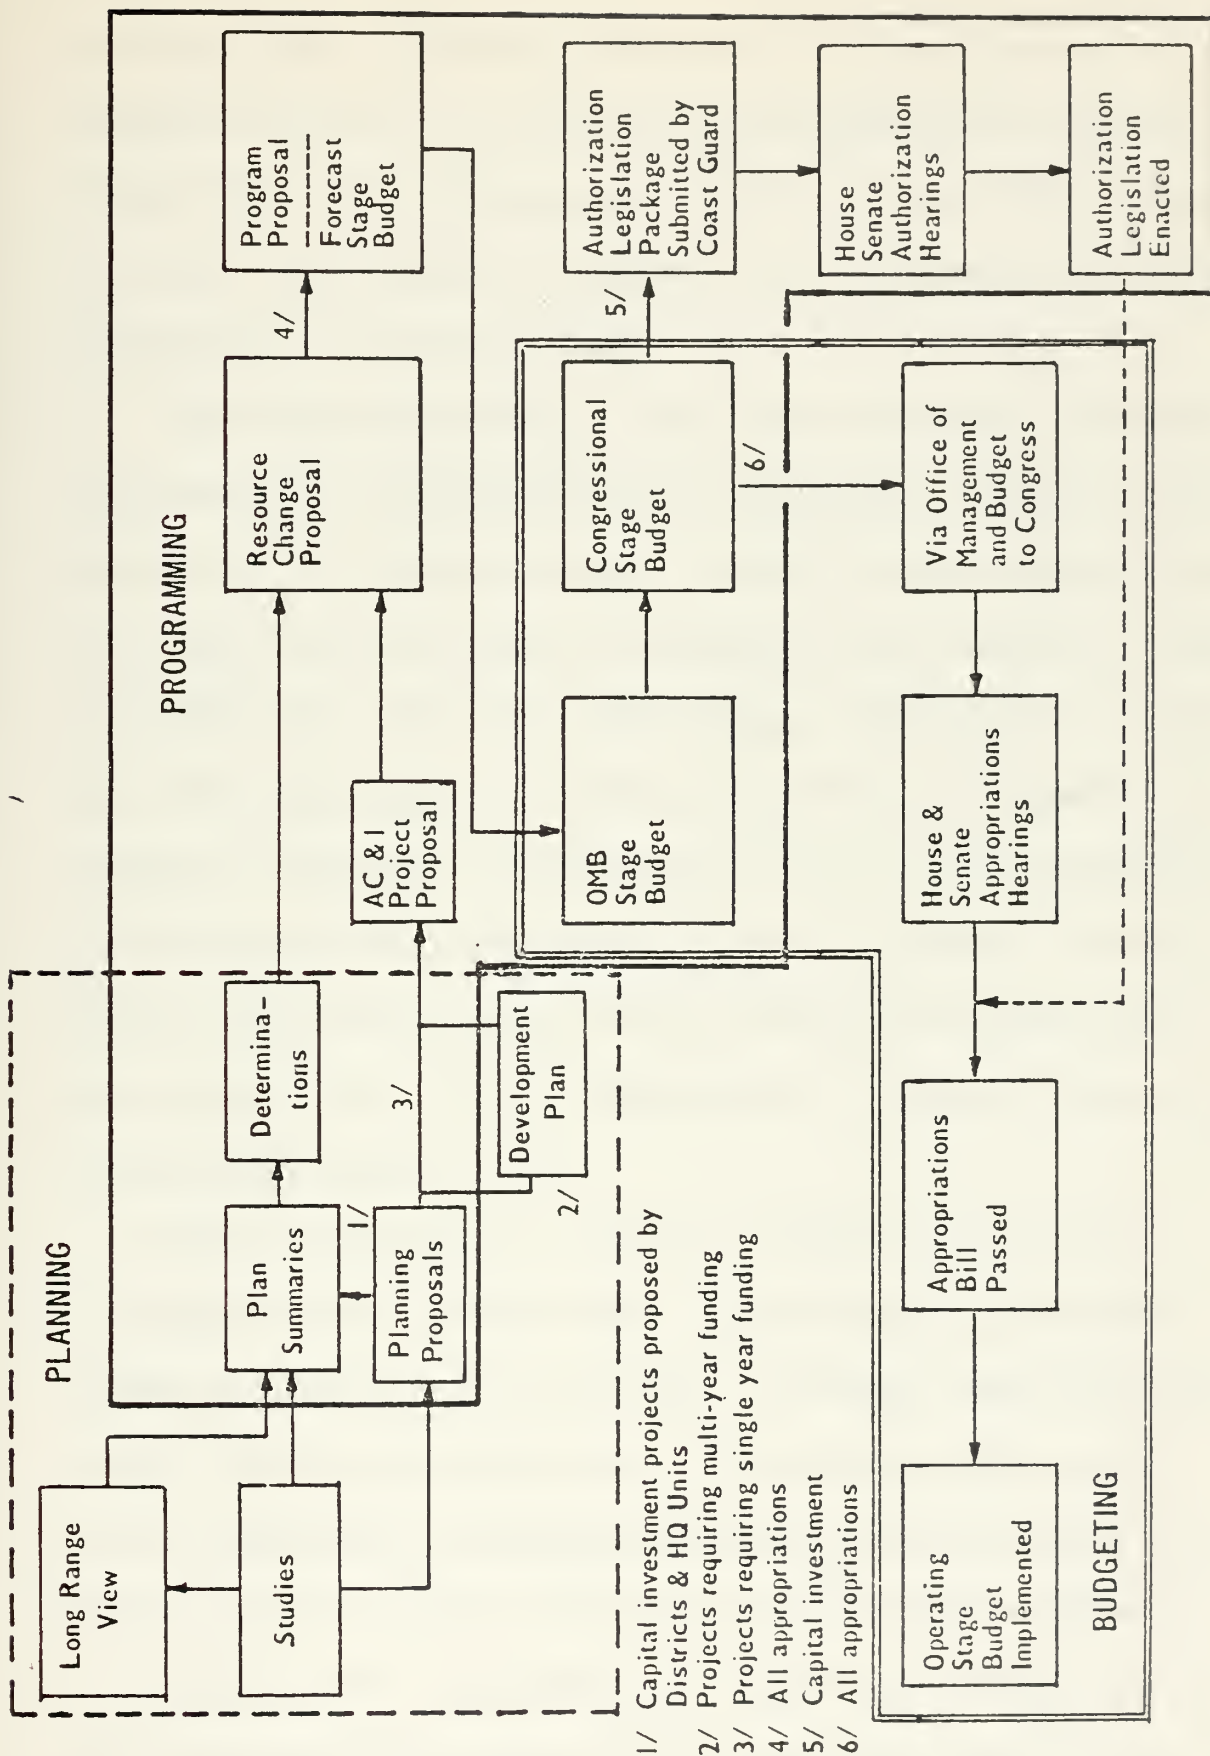 PLANNING
Long Range
View
Studies
Plan
Summaries
Determina-
tions
1/
Planning
Proposals
3/
2/
Development
Plan
PROGRAMMING
AC & I
Project
Proposal
Resource
Change
Proposal
4/
Program
Proposal
Forecast
Stage
Budget
OMB
Stage
Budget
Congressional
Stage
Budget
5/
6/
Authorization
Legislation
Package
Submitted by
Coast Guard
House
Senate
Authorization
Hearings
Authorization
Legislation
Enacted
Via Office of
Management
and Budget
to Congress
House &
Senate
Appropriations
Hearings
Appropriations
Bill
Passed
Operating
Stage
Budget
Implemented
BUDGETING
1/ Capital investment projects proposed by
Districts & HQ Units
2/ Projects requiring multi-year funding
3/ Projects requiring single year funding
4/ All appropriations
5/ Capital investment
6/ All appropriations